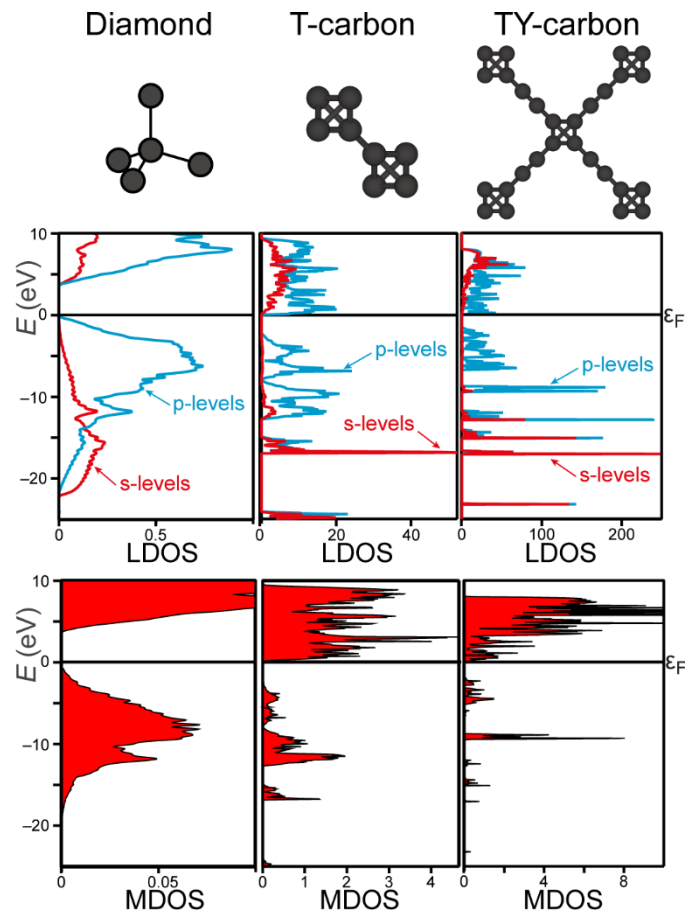 Diamond T-carbon TY-carbon
10
0
−10
−20
E (eV)
p-levels
s-levels
0.5
LDOS
p-levels
s-levels
0 20 40
LDOS
p-levels
s-levels
0 100 200
LDOS
εF
10
0
−10
−20
E (eV)
0 0.05
MDOS
0 1 2 3 4
MDOS
0 4 8
MDOS
εF